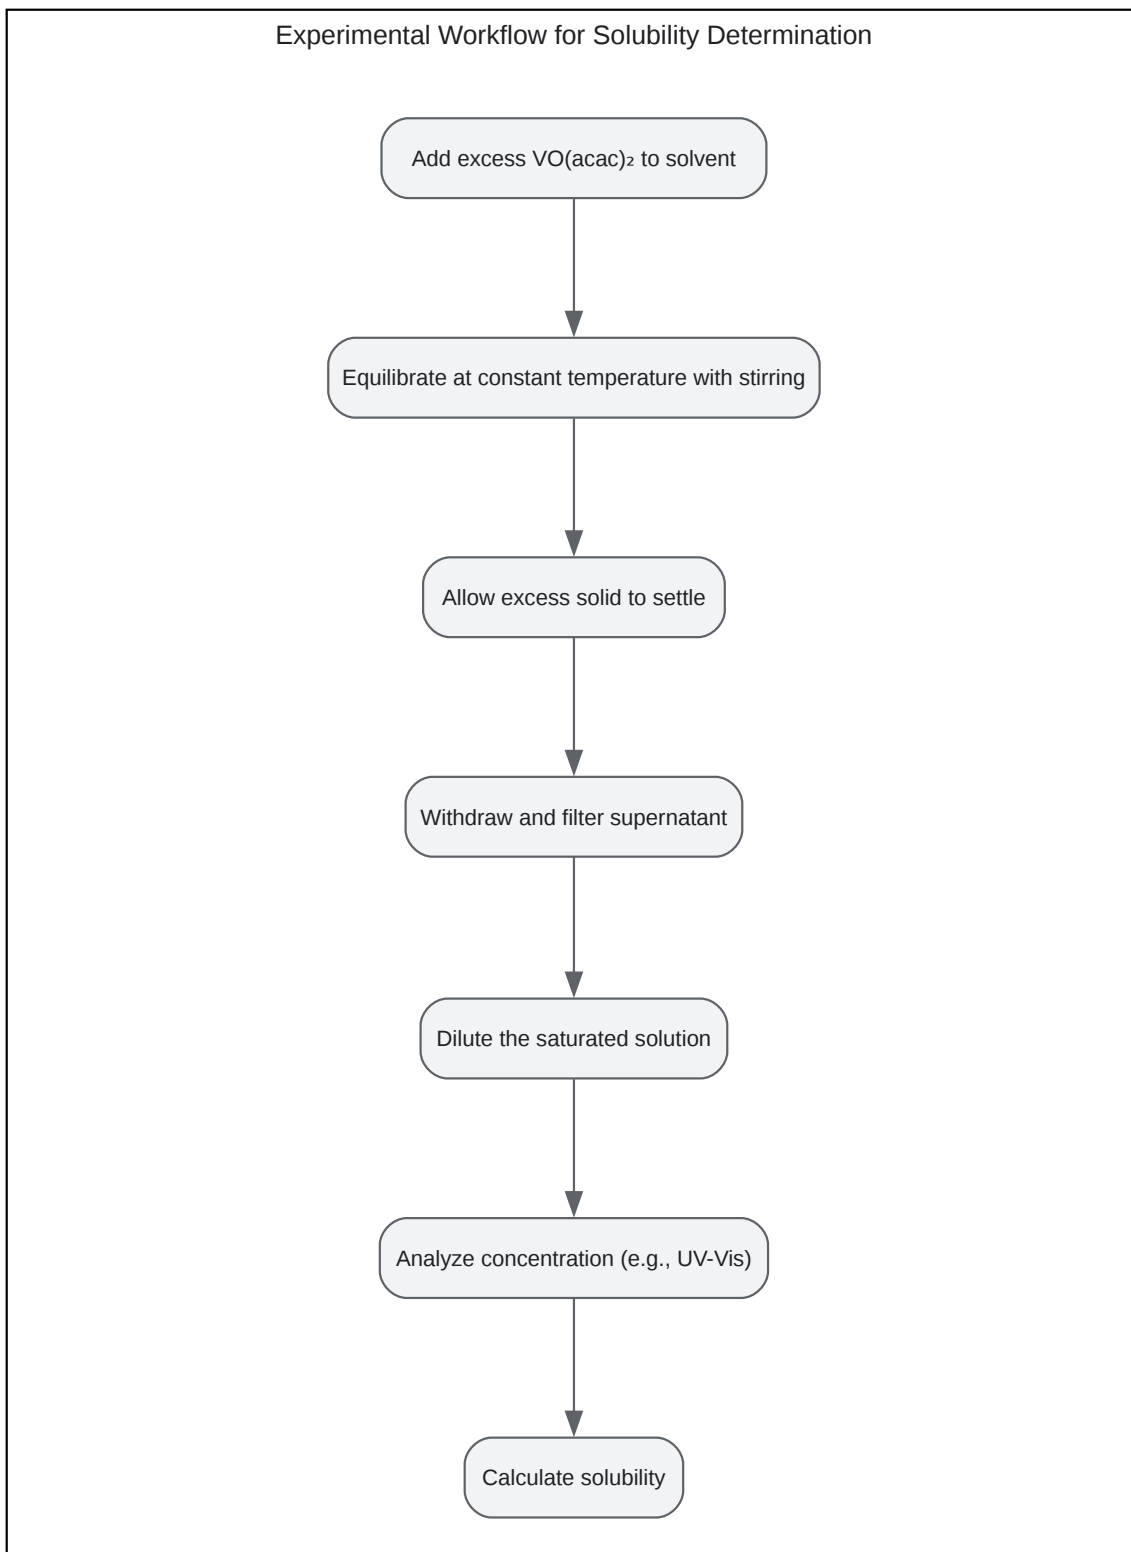 Experimental Workflow for Solubility Determination
Add excess VO(acac)₂ to solvent
Equilibrate at constant temperature with stirring
Allow excess solid to settle
Withdraw and filter supernatant
Dilute the saturated solution
Analyze concentration (e.g., UV-Vis)
Calculate solubility